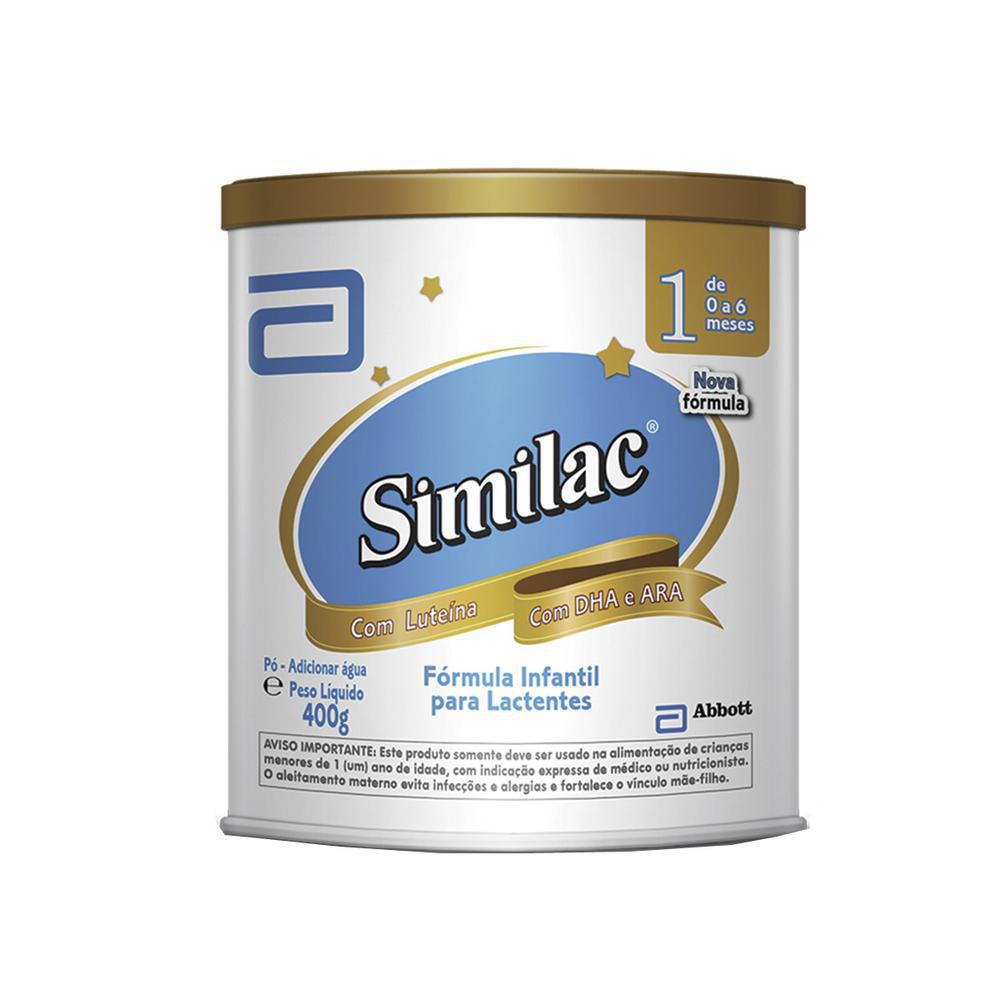 1
de
0 a 6
meses
Nova
fórmula
Similac®
Com Luteína
Com DHA e ARA
Pó - Adicionar água
℮ Peso Líquido
400g
Fórmula Infantil
para Lactentes
Abbott
AVISO IMPORTANTE: Este produto somente deve ser usado na alimentação de crianças
menores de 1 (um) ano de idade, com indicação expressa de médico ou nutricionista.
O aleitamento materno evita infecções e alergias e fortalece o vínculo mãe-filho.